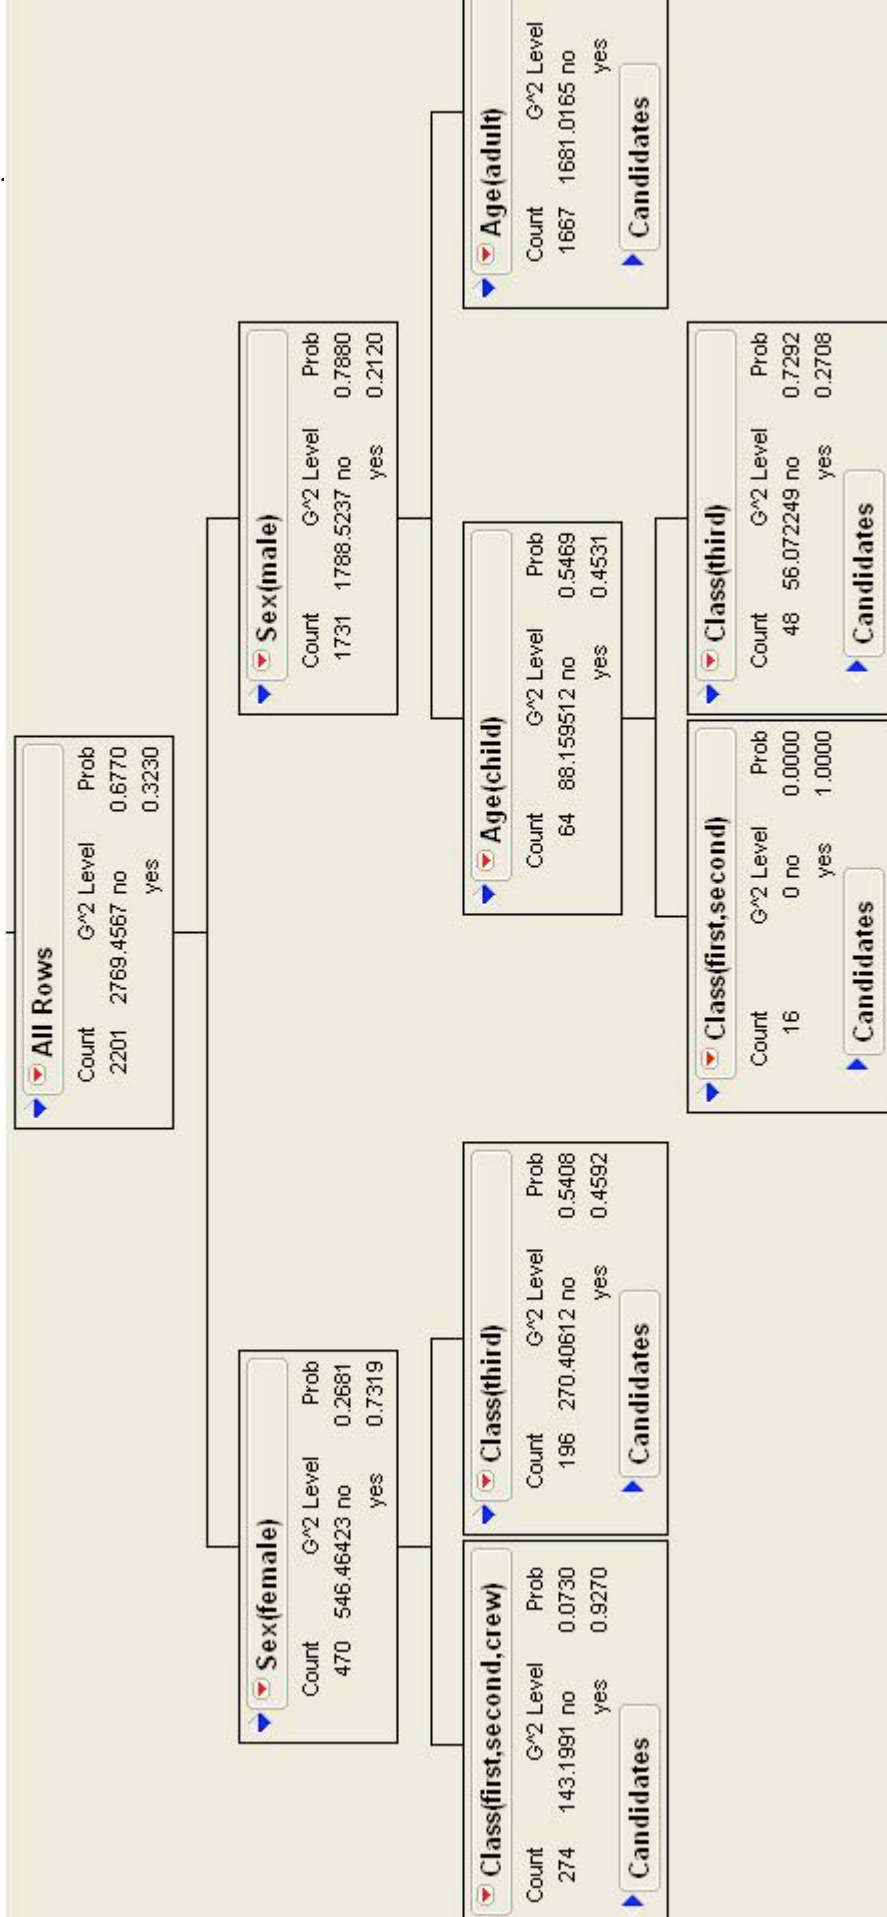 All Rows
Count G^2 Level Prob
2201 2769.4567 no 0.6770
yes 0.3230
Sex(female)
Count G^2 Level Prob
470 546.46423 no 0.2681
yes 0.7319
Sex(male)
Count G^2 Level Prob
1731 1788.5237 no 0.7880
yes 0.2120
Class(first,second,crew)
Count G^2 Level Prob
274 143.1991 no 0.0730
yes 0.9270
Candidates
Class(third)
Count G^2 Level Prob
196 270.40612 no 0.5408
yes 0.4592
Candidates
Age(child)
Count G^2 Level Prob
64 88.159512 no 0.5469
yes 0.4531
Age(adult)
Count G^2 Level
1667 1681.0165 no
yes
Candidates
Class(first,second)
Count G^2 Level Prob
16 0 no 0.0000
yes 1.0000
Candidates
Class(third)
Count G^2 Level Prob
48 56.072249 no 0.7292
yes 0.2708
Candidates